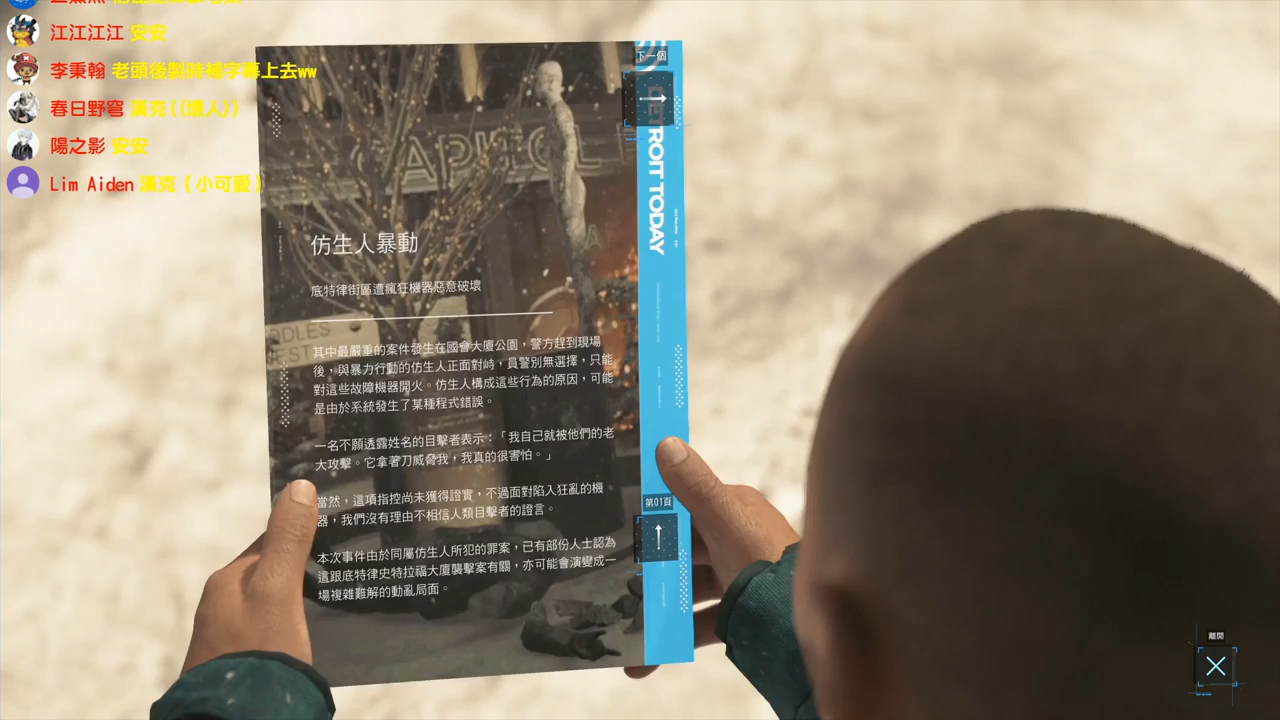 江江江江 安安
李秉翰 老頭後製時補字幕上去ww
春日野穹 漢克((壞人))
陽之影 安安
Lim Aiden 漢克（小可愛）
下一個
DETROIT TODAY
CAPITOL
仿生人暴動
底特律街區遭瘋狂機器惡意破壞
其中最嚴重的案件發生在國會大廈公園，警方趕到現場
後，與暴力行動的仿生人正面對峙，員警別無選擇，只能
對這些故障機器開火。仿生人構成這些行為的原因，可能
是由於系統發生了某種程式錯誤。
一名不願透露姓名的目擊者表示：「我自己就被他們的老
大攻擊。它拿著刀威脅我，我真的很害怕。」
當然，這項指控尚未獲得證實，不過面對陷入狂亂的機
器，我們沒有理由不相信人類目擊者的證言。
本次事件由於同屬仿生人所犯的罪案，已有部份人士認為
這跟底特律史特拉福大廈襲擊案有關，亦可能會演變成一
場複雜難解的動亂局面。
第01頁
離開